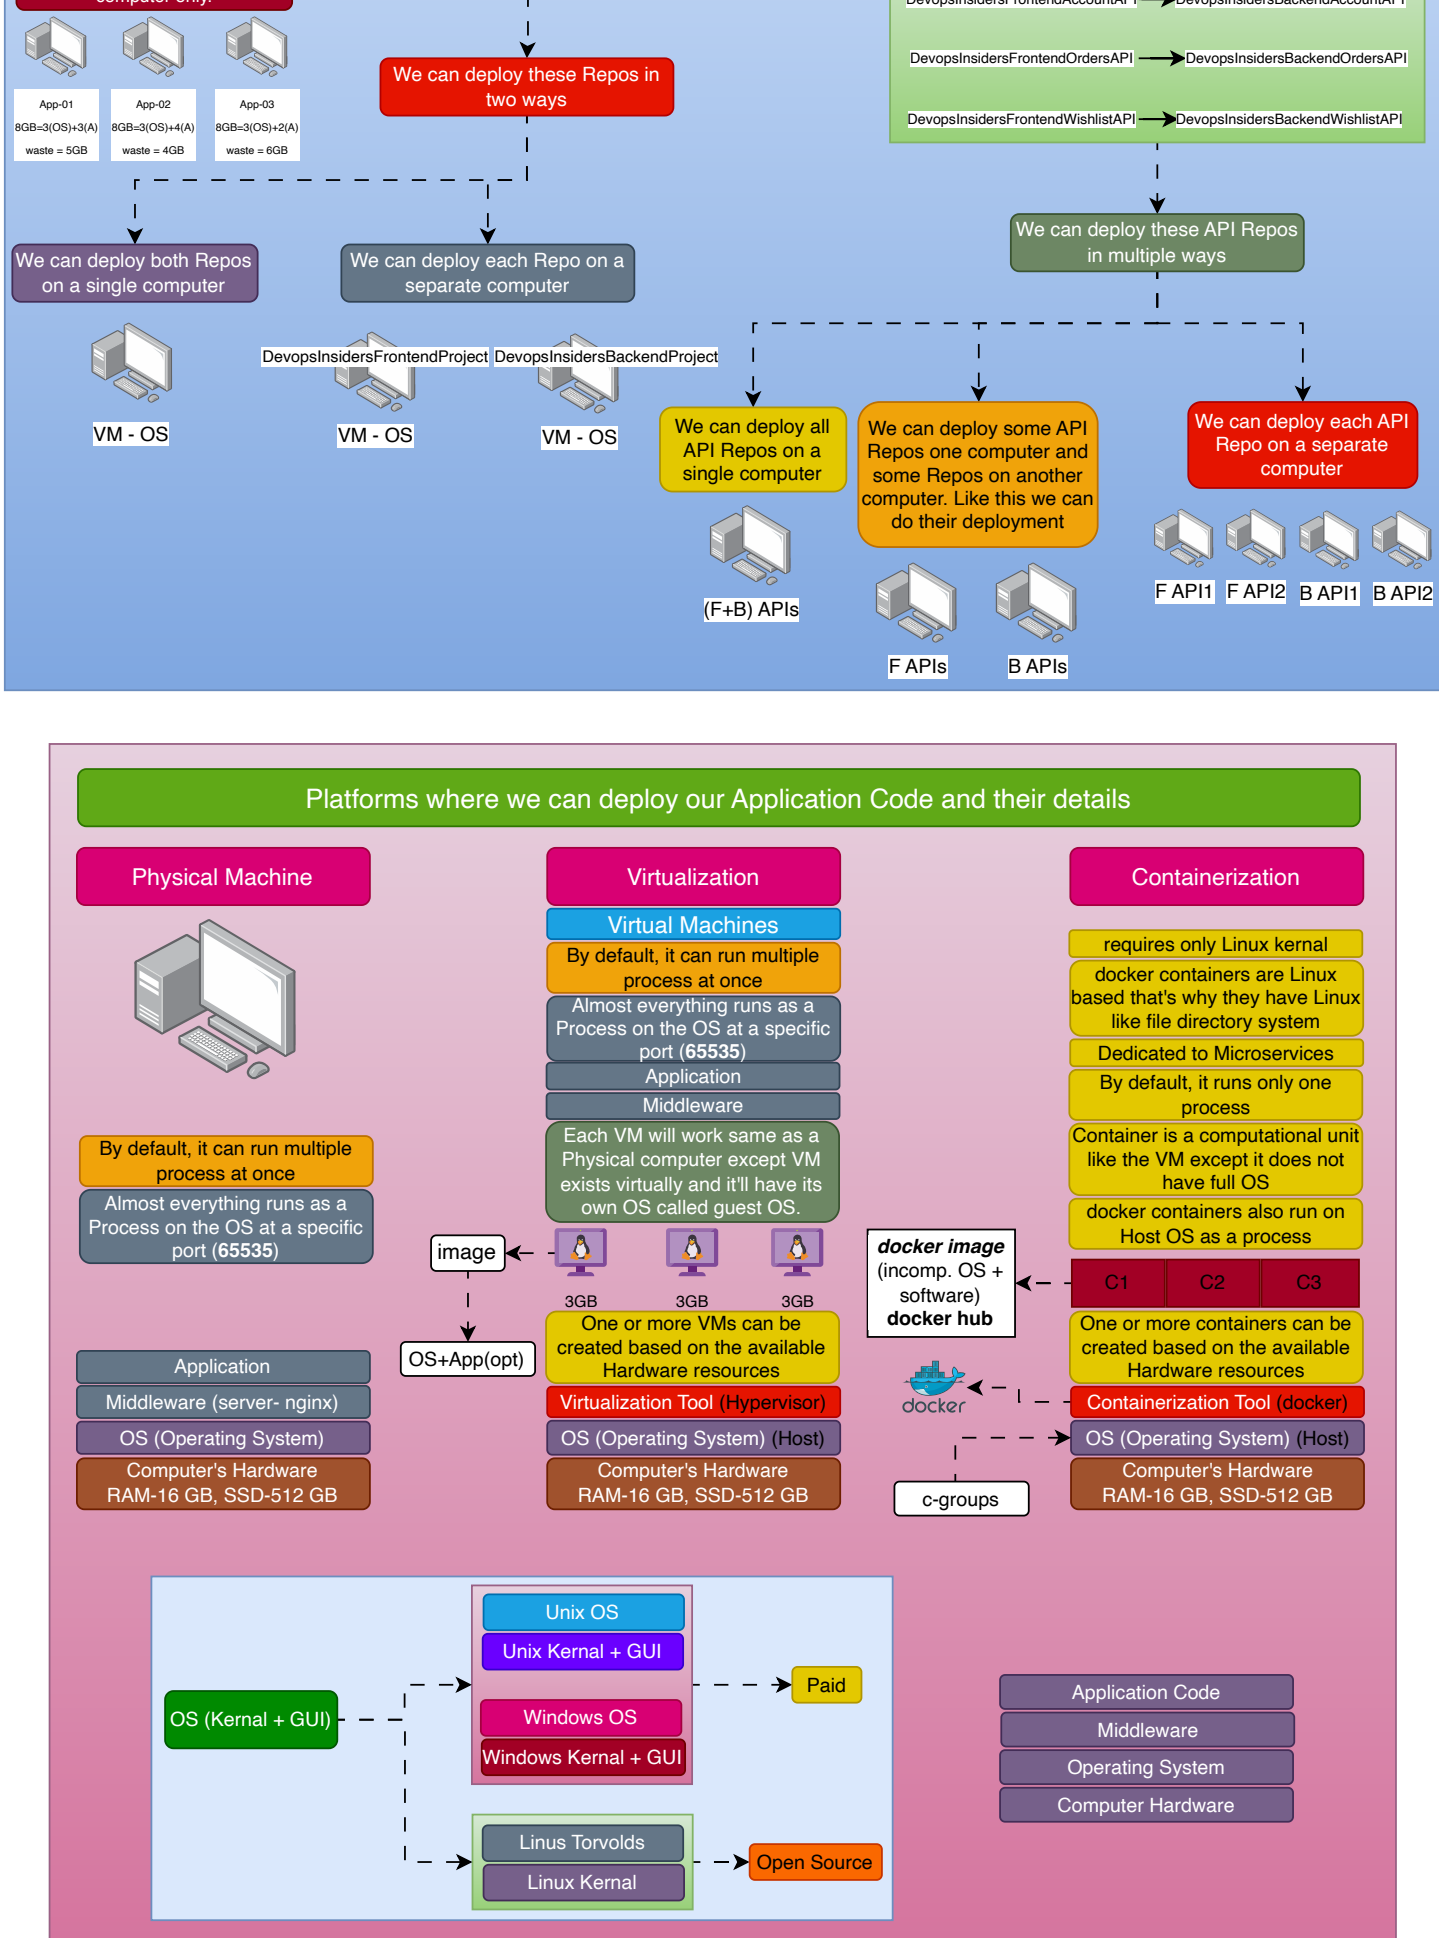 computer only.
DevopsInsidersFrontendAccountAPI
DevopsInsidersBackendAccountAPI
DevopsInsidersFrontendOrdersAPI
DevopsInsidersBackendOrdersAPI
DevopsInsidersFrontendWishlistAPI
DevopsInsidersBackendWishlistAPI
App-01
8GB=3(OS)+3(A)
waste = 5GB
App-02
8GB=3(OS)+4(A)
waste = 4GB
App-03
8GB=3(OS)+2(A)
waste = 6GB
We can deploy these Repos in
two ways
We can deploy both Repos
on a single computer
We can deploy each Repo on a
separate computer
VM - OS
DevopsInsidersFrontendProject
VM - OS
DevopsInsidersBackendProject
VM - OS
We can deploy these API Repos
in multiple ways
We can deploy all
API Repos on a
single computer
(F+B) APIs
We can deploy some API
Repos one computer and
some Repos on another
computer. Like this we can
do their deployment
F APIs
B APIs
We can deploy each API
Repo on a separate
computer
F API1
F API2
B API1
B API2
Platforms where we can deploy our Application Code and their details
Physical Machine
By default, it can run multiple
process at once
Almost everything runs as a
Process on the OS at a specific
port (65535)
Application
Middleware (server- nginx)
OS (Operating System)
Computer's Hardware
RAM-16 GB, SSD-512 GB
Virtualization
Virtual Machines
By default, it can run multiple
process at once
Almost everything runs as a
Process on the OS at a specific
port (65535)
Application
Middleware
Each VM will work same as a
Physical computer except VM
exists virtually and it'll have its
own OS called guest OS.
image
OS+App(opt)
3GB
3GB
3GB
One or more VMs can be
created based on the available
Hardware resources
Virtualization Tool (Hypervisor)
OS (Operating System) (Host)
Computer's Hardware
RAM-16 GB, SSD-512 GB
Containerization
requires only Linux kernal
docker containers are Linux
based that's why they have Linux
like file directory system
Dedicated to Microservices
By default, it runs only one
process
Container is a computational unit
like the VM except it does not
have full OS
docker containers also run on
Host OS as a process
docker image
(incomp. OS +
software)
docker hub
C1
C2
C3
One or more containers can be
created based on the available
Hardware resources
docker
Containerization Tool (docker)
OS (Operating System) (Host)
c-groups
Computer's Hardware
RAM-16 GB, SSD-512 GB
OS (Kernal + GUI)
Unix OS
Unix Kernal + GUI
Windows OS
Windows Kernal + GUI
Paid
Linus Torvolds
Linux Kernal
Open Source
Application Code
Middleware
Operating System
Computer Hardware